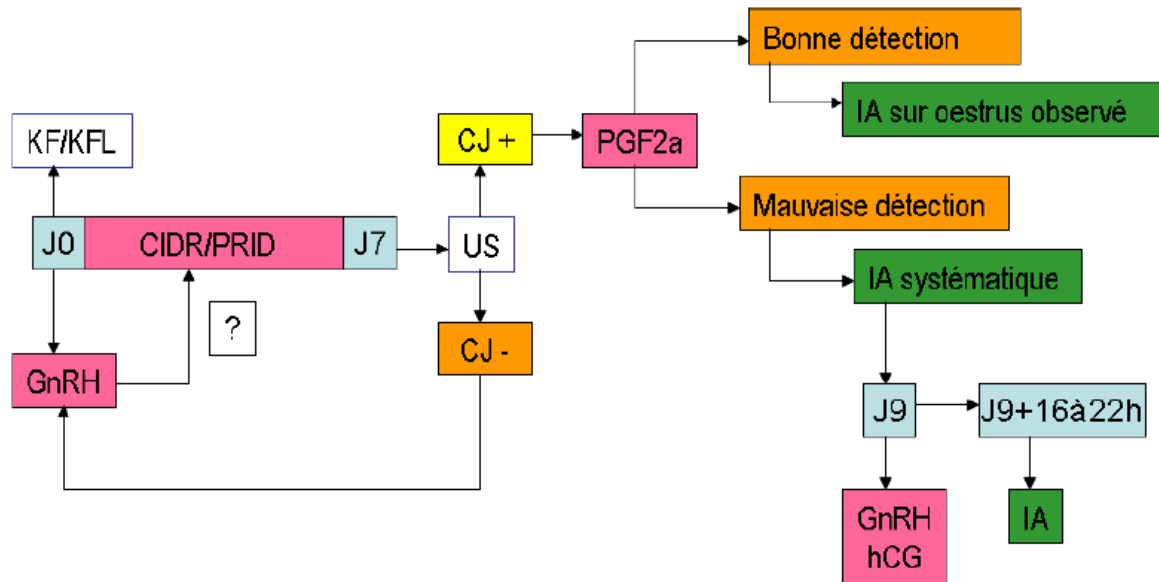 Bonne détection
IA sur oestrus observé
KF/KFL
CJ +
PGF2a
Mauvaise détection
J0
CIDR/PRID
J7
US
IA systématique
?
GnRH
CJ -
J9
J9+16à22h
GnRH
hCG
IA